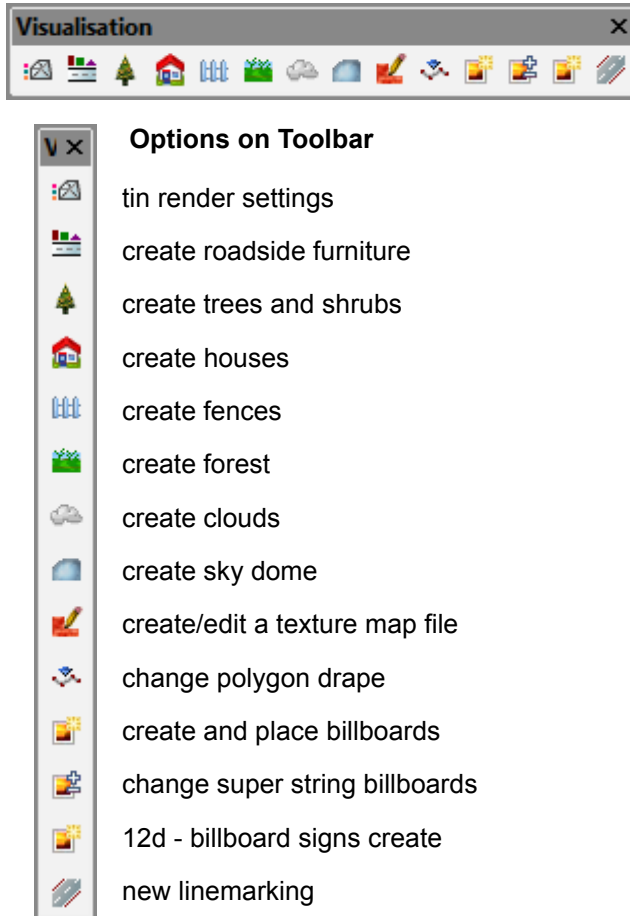 Visualisation
V
Options on Toolbar
tin render settings
create roadside furniture
create trees and shrubs
create houses
create fences
create forest
create clouds
create sky dome
create/edit a texture map file
change polygon drape
create and place billboards
change super string billboards
12d - billboard signs create
new linemarking